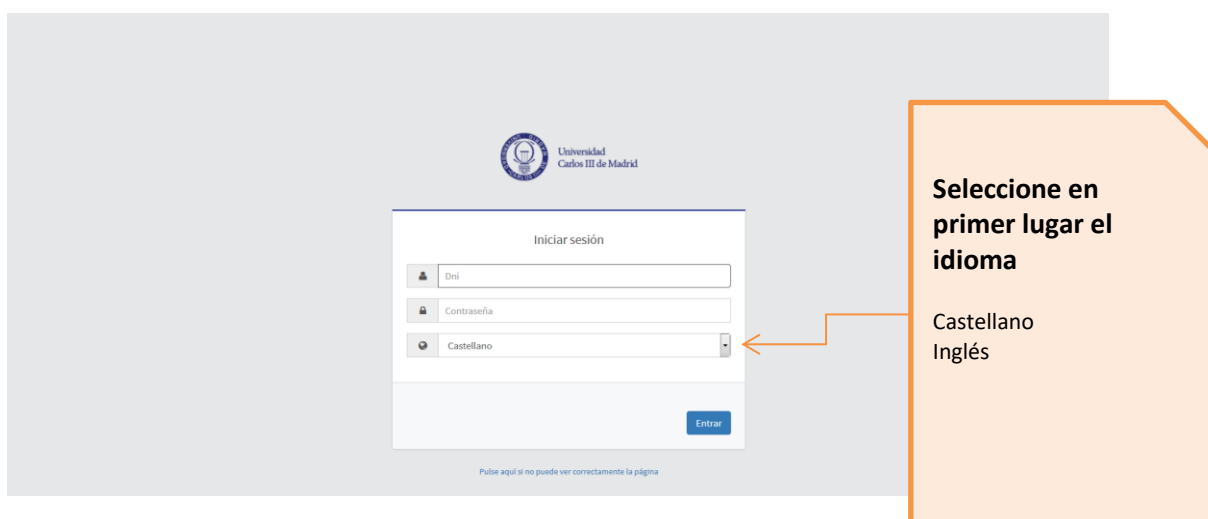 Universidad
Carlos III de Madrid
Iniciar sesión
Dni
Contraseña
Castellano
Entrar
Pulse aquí si no puede ver correctamente la página
Seleccione en
primer lugar el
idioma
Castellano
Inglés